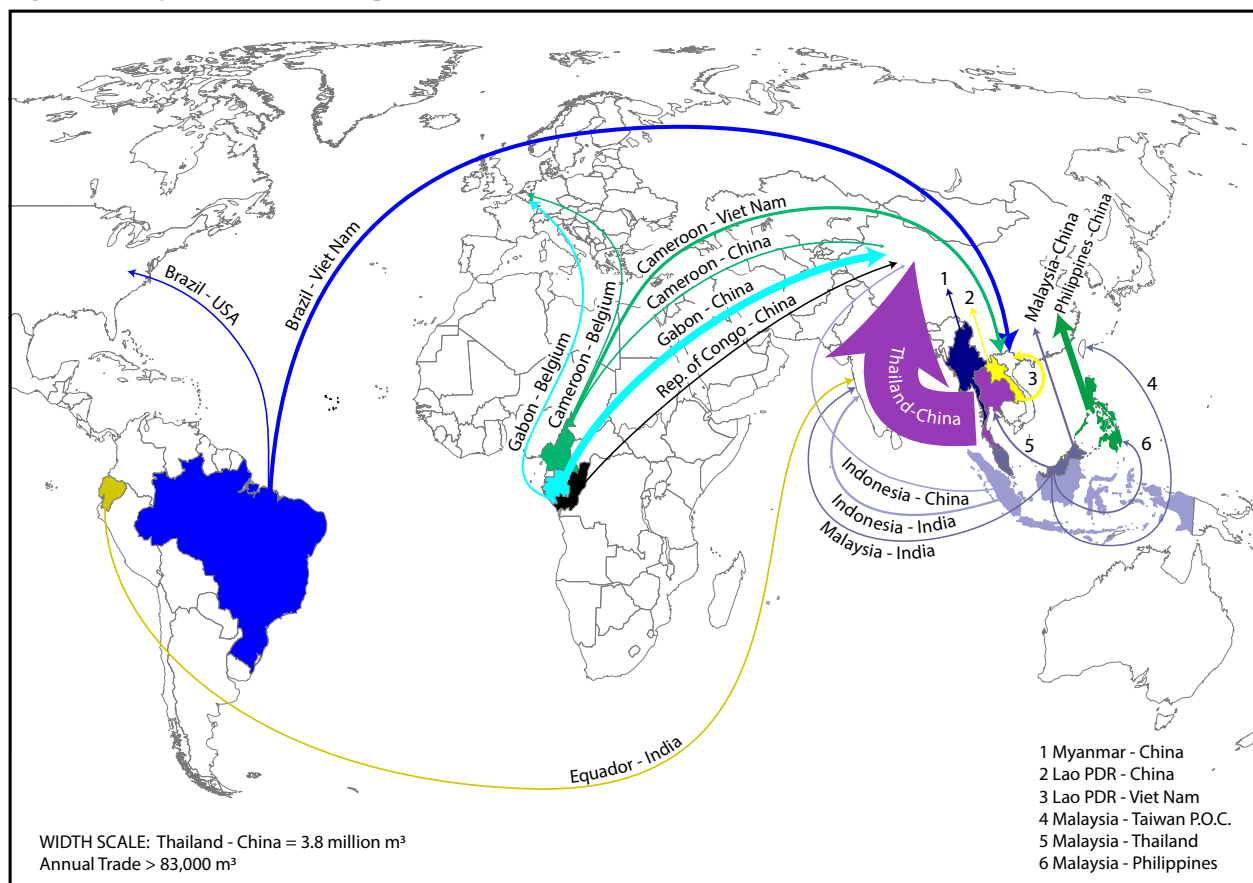 Brazil - USA
Brazil - Viet Nam
Gabon - Belgium
Cameroon - Belgium
Cameroon - Viet Nam
Cameroon - China
Gabon - China
Rep. of Congo - China
Thailand-China
1
2
Malaysia-China
Philippines -China
3
4
5
6
Indonesia - China
Indonesia - India
Malaysia - India
Equador - India
WIDTH SCALE: Thailand - China = 3.8 million m³
Annual Trade > 83,000 m³
1 Myanmar - China
2 Lao PDR - China
3 Lao PDR - Viet Nam
4 Malaysia - Taiwan P.O.C.
5 Malaysia - Thailand
6 Malaysia - Philippines